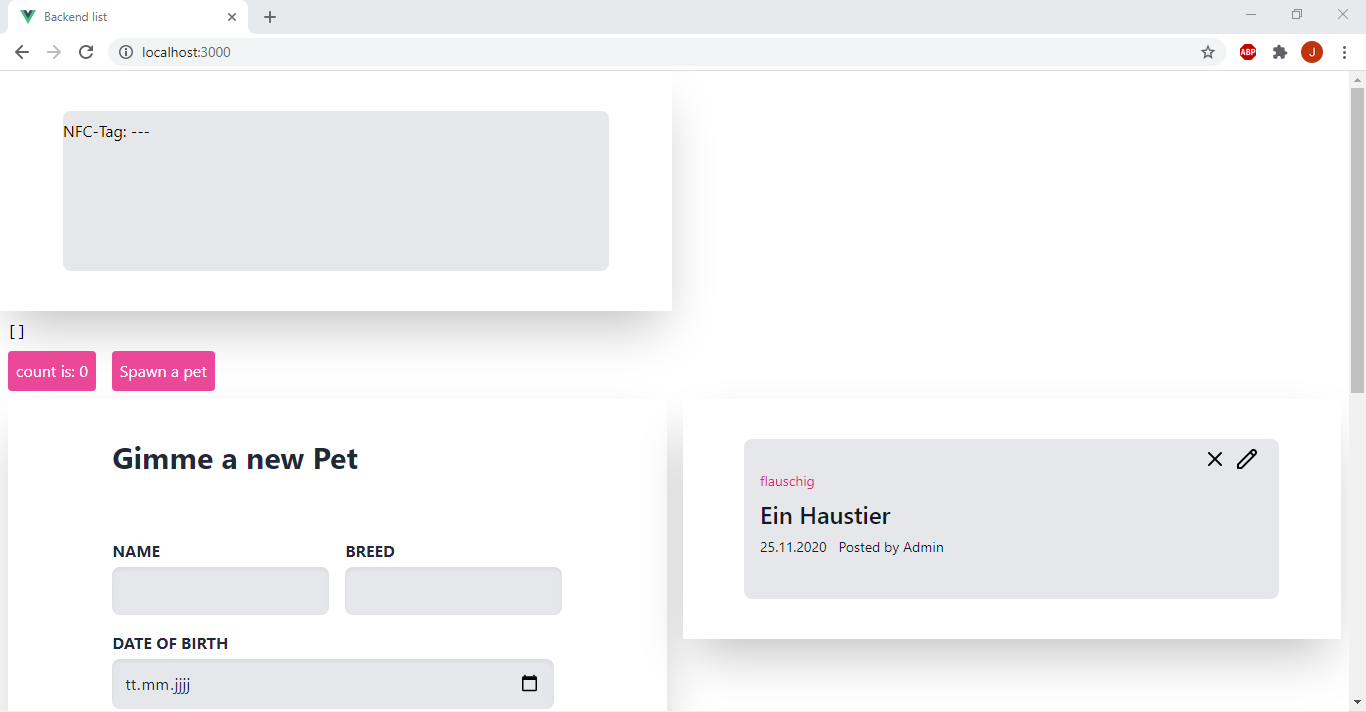 Backend list
localhost:3000
ABP
J
NFC-Tag: ---
[ ]
count is: 0
Spawn a pet
Gimme a new Pet
NAME
BREED
DATE OF BIRTH
tt.mm.jjjj
flauschig
Ein Haustier
25.11.2020 Posted by Admin